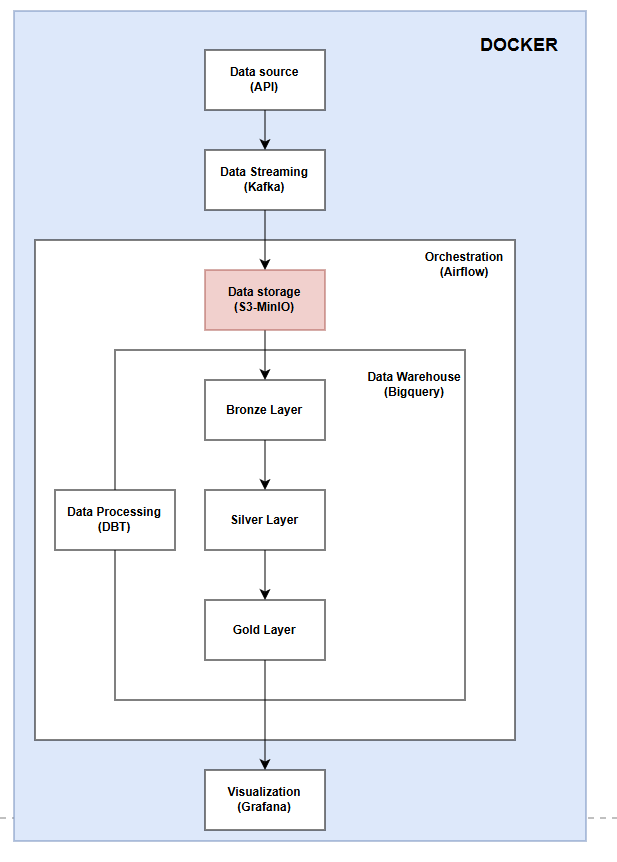 DOCKER
Data source
(API)
Data Streaming
(Kafka)
Orchestration
(Airflow)
Data storage
(S3-MinIO)
Data Warehouse
(Bigquery)
Bronze Layer
Data Processing
(DBT)
Silver Layer
Gold Layer
Visualization
(Grafana)